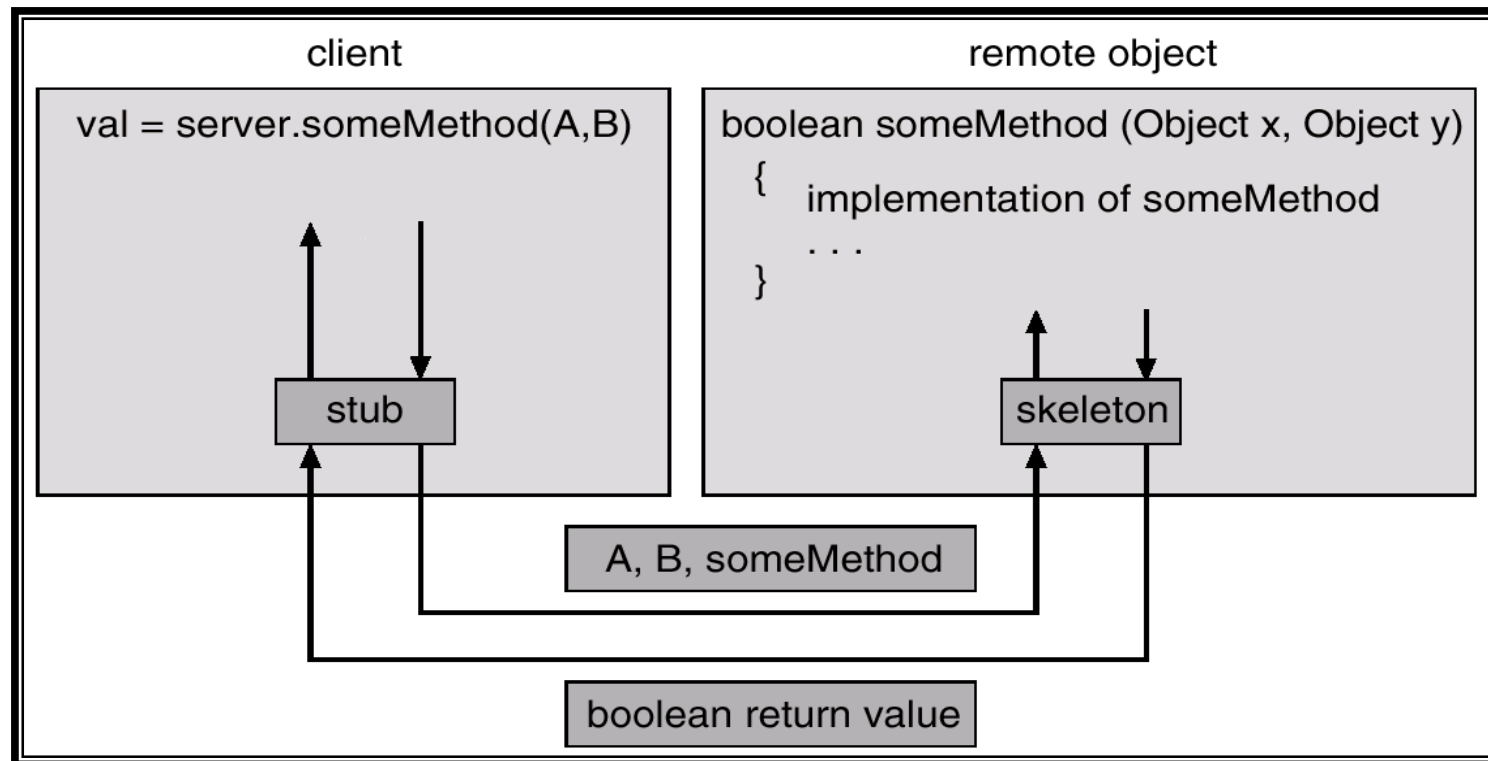 client
val = server.someMethod(A,B)
stub
remote object
boolean someMethod (Object x, Object y)
{
implementation of someMethod
. . .
}
skeleton
A, B, someMethod
boolean return value